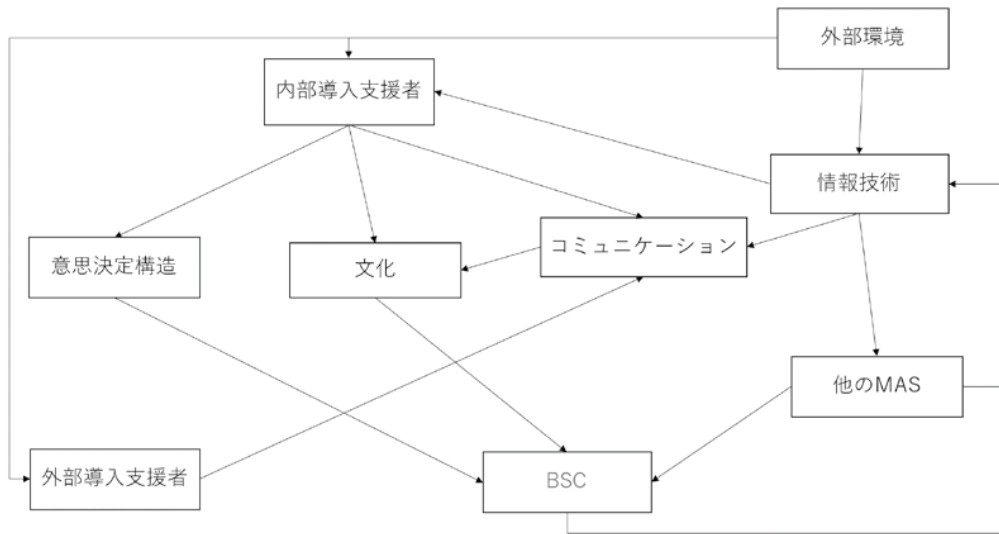 外部環境
内部導入支援者
情報技術
意思決定構造
文化
コミュニケーション
他のMAS
外部導入支援者
BSC